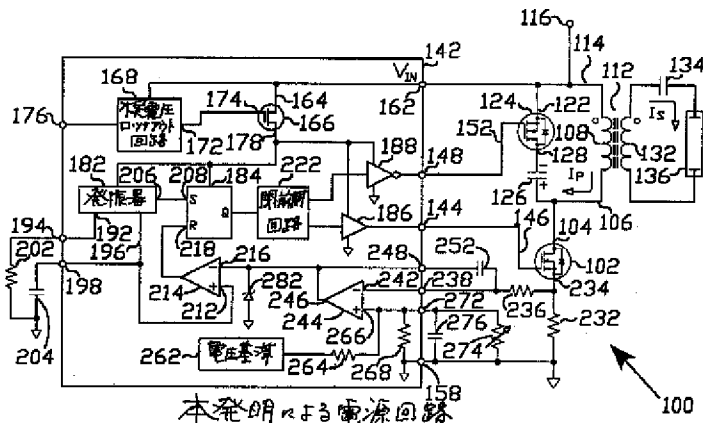 116
142
114 112 134
168 V_IN
174 164 162 124 122
176 不足電圧
ロックアウト
回路
172 178 166 188 152 108 I_S
182 206 208 184 222 148 128 I_P 132 136
発振器 S Q 閉前開
回路
126 106
194 192 R 186 144 146 104
202 196 218 216 248 252 102
198 282 238 242 234
214 212 246 272 236
204 244 266 276 232
262 電圧基準 264 268 274
158 100
本発明による電源回路